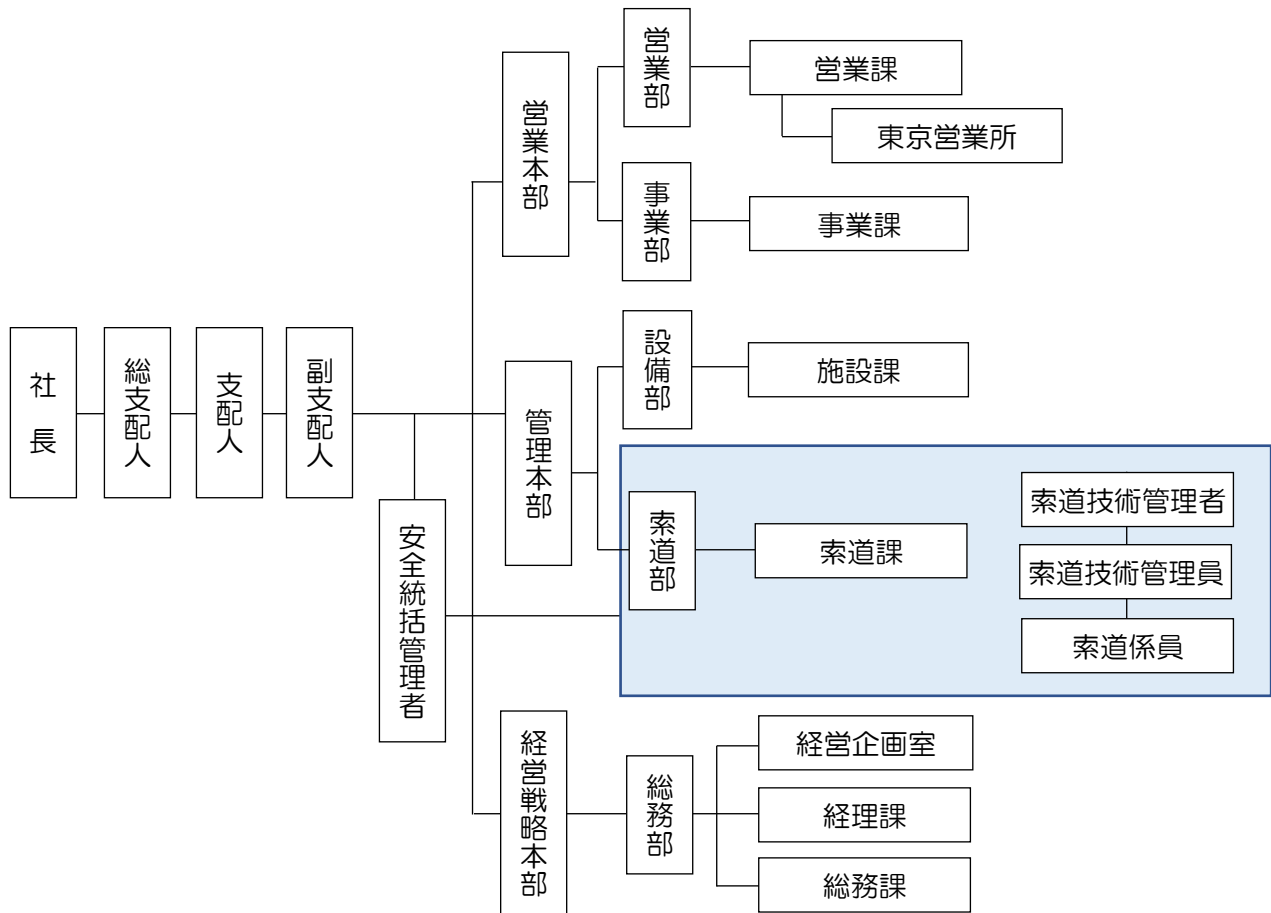 社長
総支配人
支配人
副支配人
安全統括管理者
営業本部
営業部
営業課
東京営業所
事業部
事業課
管理本部
設備部
施設課
索道部
索道課
索道技術管理者
索道技術管理員
索道係員
経営戦略本部
総務部
経営企画室
経理課
総務課